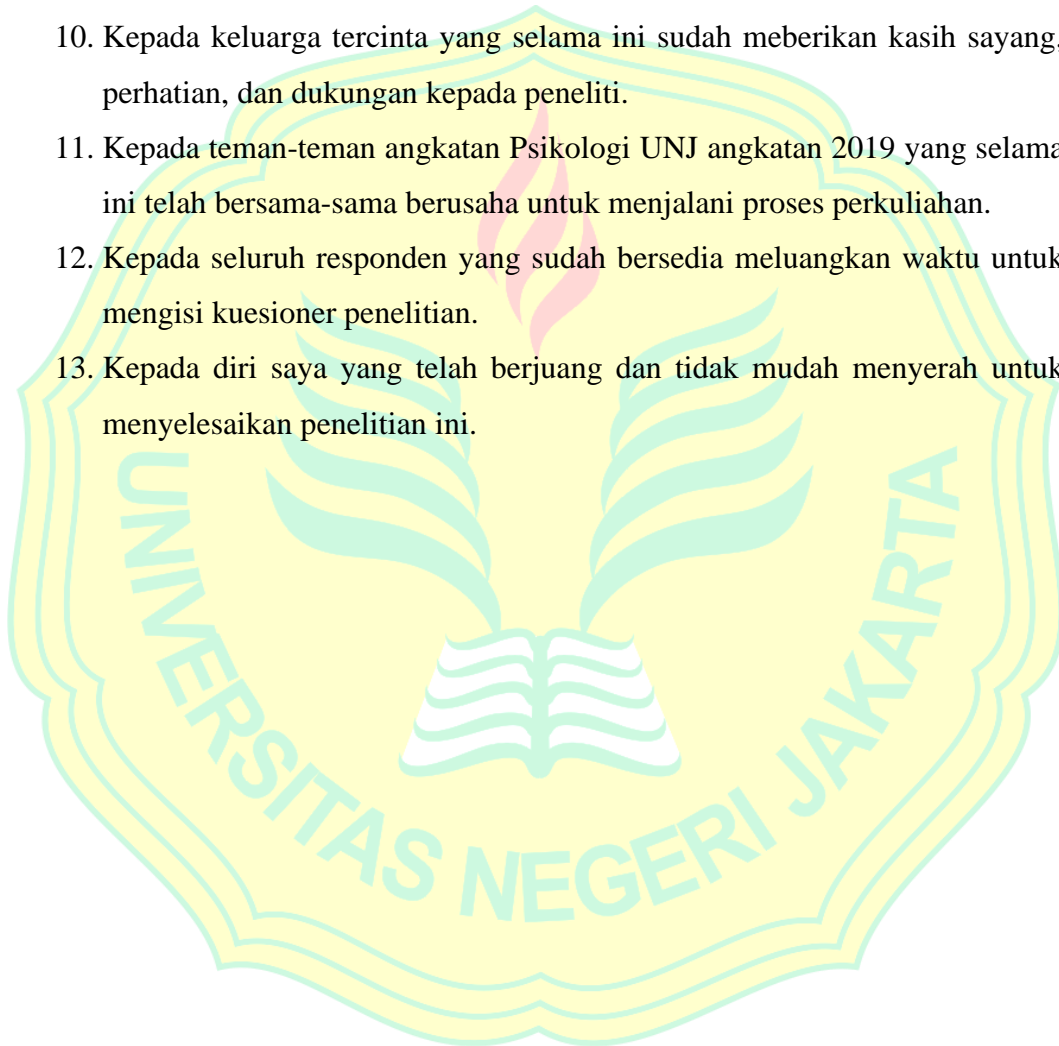 10. Kepada keluarga tercinta yang selama ini sudah meberikan kasih sayang,
perhatian, dan dukungan kepada peneliti.
11. Kepada teman-teman angkatan Psikologi UNJ angkatan 2019 yang selama
ini telah bersama-sama berusaha untuk menjalani proses perkuliahan.
12. Kepada seluruh responden yang sudah bersedia meluangkan waktu untuk
mengisi kuesioner penelitian.
13. Kepada diri saya yang telah berjuang dan tidak mudah menyerah untuk
menyelesaikan penelitian ini.
UNIVERSITAS NEGERI JAKARTA